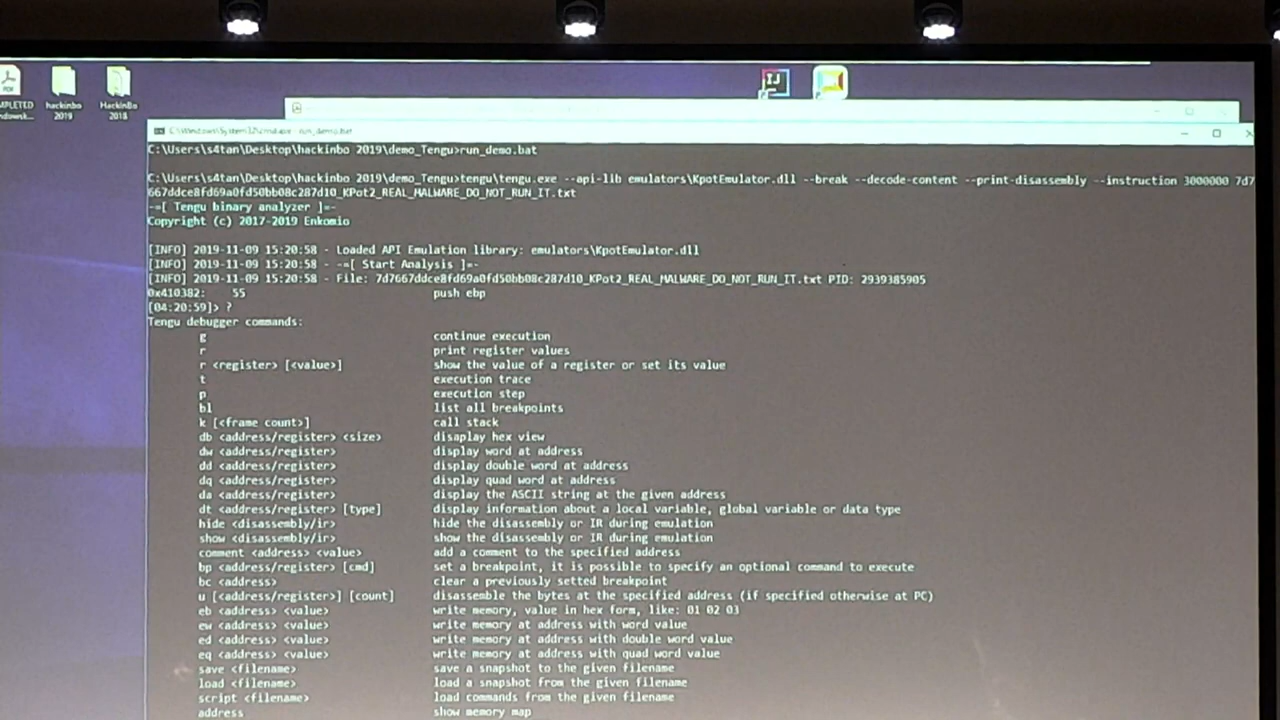 PDF
MPLETED
hackinbo
2019
HackInBo
2018
IJ
C:\Windows\System32\cmd.exe - run_demo.bat
C:\Users\s4tan\Desktop\hackinbo 2019\demo_Tengu>run_demo.bat
C:\Users\s4tan\Desktop\hackinbo 2019\demo_Tengu>tengu\tengu.exe --api-lib emulators\KpotEmulator.dll --break --decode-content --print-disassembly --instruction 3000000 7d7
667ddce8fd69a0fd50bb08c287d10_KPot2_REAL_MALWARE_DO_NOT_RUN_IT.txt
-=[ Tengu binary analyzer ]=-
Copyright (c) 2017-2019 Enkomio
[INFO] 2019-11-09 15:20:58 - Loaded API Emulation library: emulators\KpotEmulator.dll
[INFO] 2019-11-09 15:20:58 - -=[ Start Analysis ]=-
[INFO] 2019-11-09 15:20:58 - File: 7d7667ddce8fd69a0fd50bb08c287d10_KPot2_REAL_MALWARE_DO_NOT_RUN_IT.txt PID: 2939385905
0x410382: 55 push ebp
[04:20:59]> ?
Tengu debugger commands:
g continue execution
r print register values
r <register> [<value>] show the value of a register or set its value
t execution trace
p execution step
bl list all breakpoints
k [<frame count>] call stack
db <address/register> <size> disaplay hex view
dw <address/register> display word at address
dd <address/register> display double word at address
dq <address/register> display quad word at address
da <address/register> display the ASCII string at the given address
dt <address/register> [type] display information about a local variable, global variable or data type
hide <disassembly/ir> hide the disassembly or IR during emulation
show <disassembly/ir> show the disassembly or IR during emulation
comment <address> <value> add a comment to the specified address
bp <address/register> [cmd] set a breakpoint, it is possible to specify an optional command to execute
bc <address> clear a previously setted breakpoint
u [<address/register>] [count] disassemble the bytes at the specified address (if specified otherwise at PC)
eb <address> <value> write memory, value in hex form, like: 01 02 03
ew <address> <value> write memory at address with word value
ed <address> <value> write memory at address with double word value
eq <address> <value> write memory at address with quad word value
save <filename> save a snapshot to the given filename
load <filename> load a snapshot from the given filename
script <filename> load commands from the given filename
address show memory map